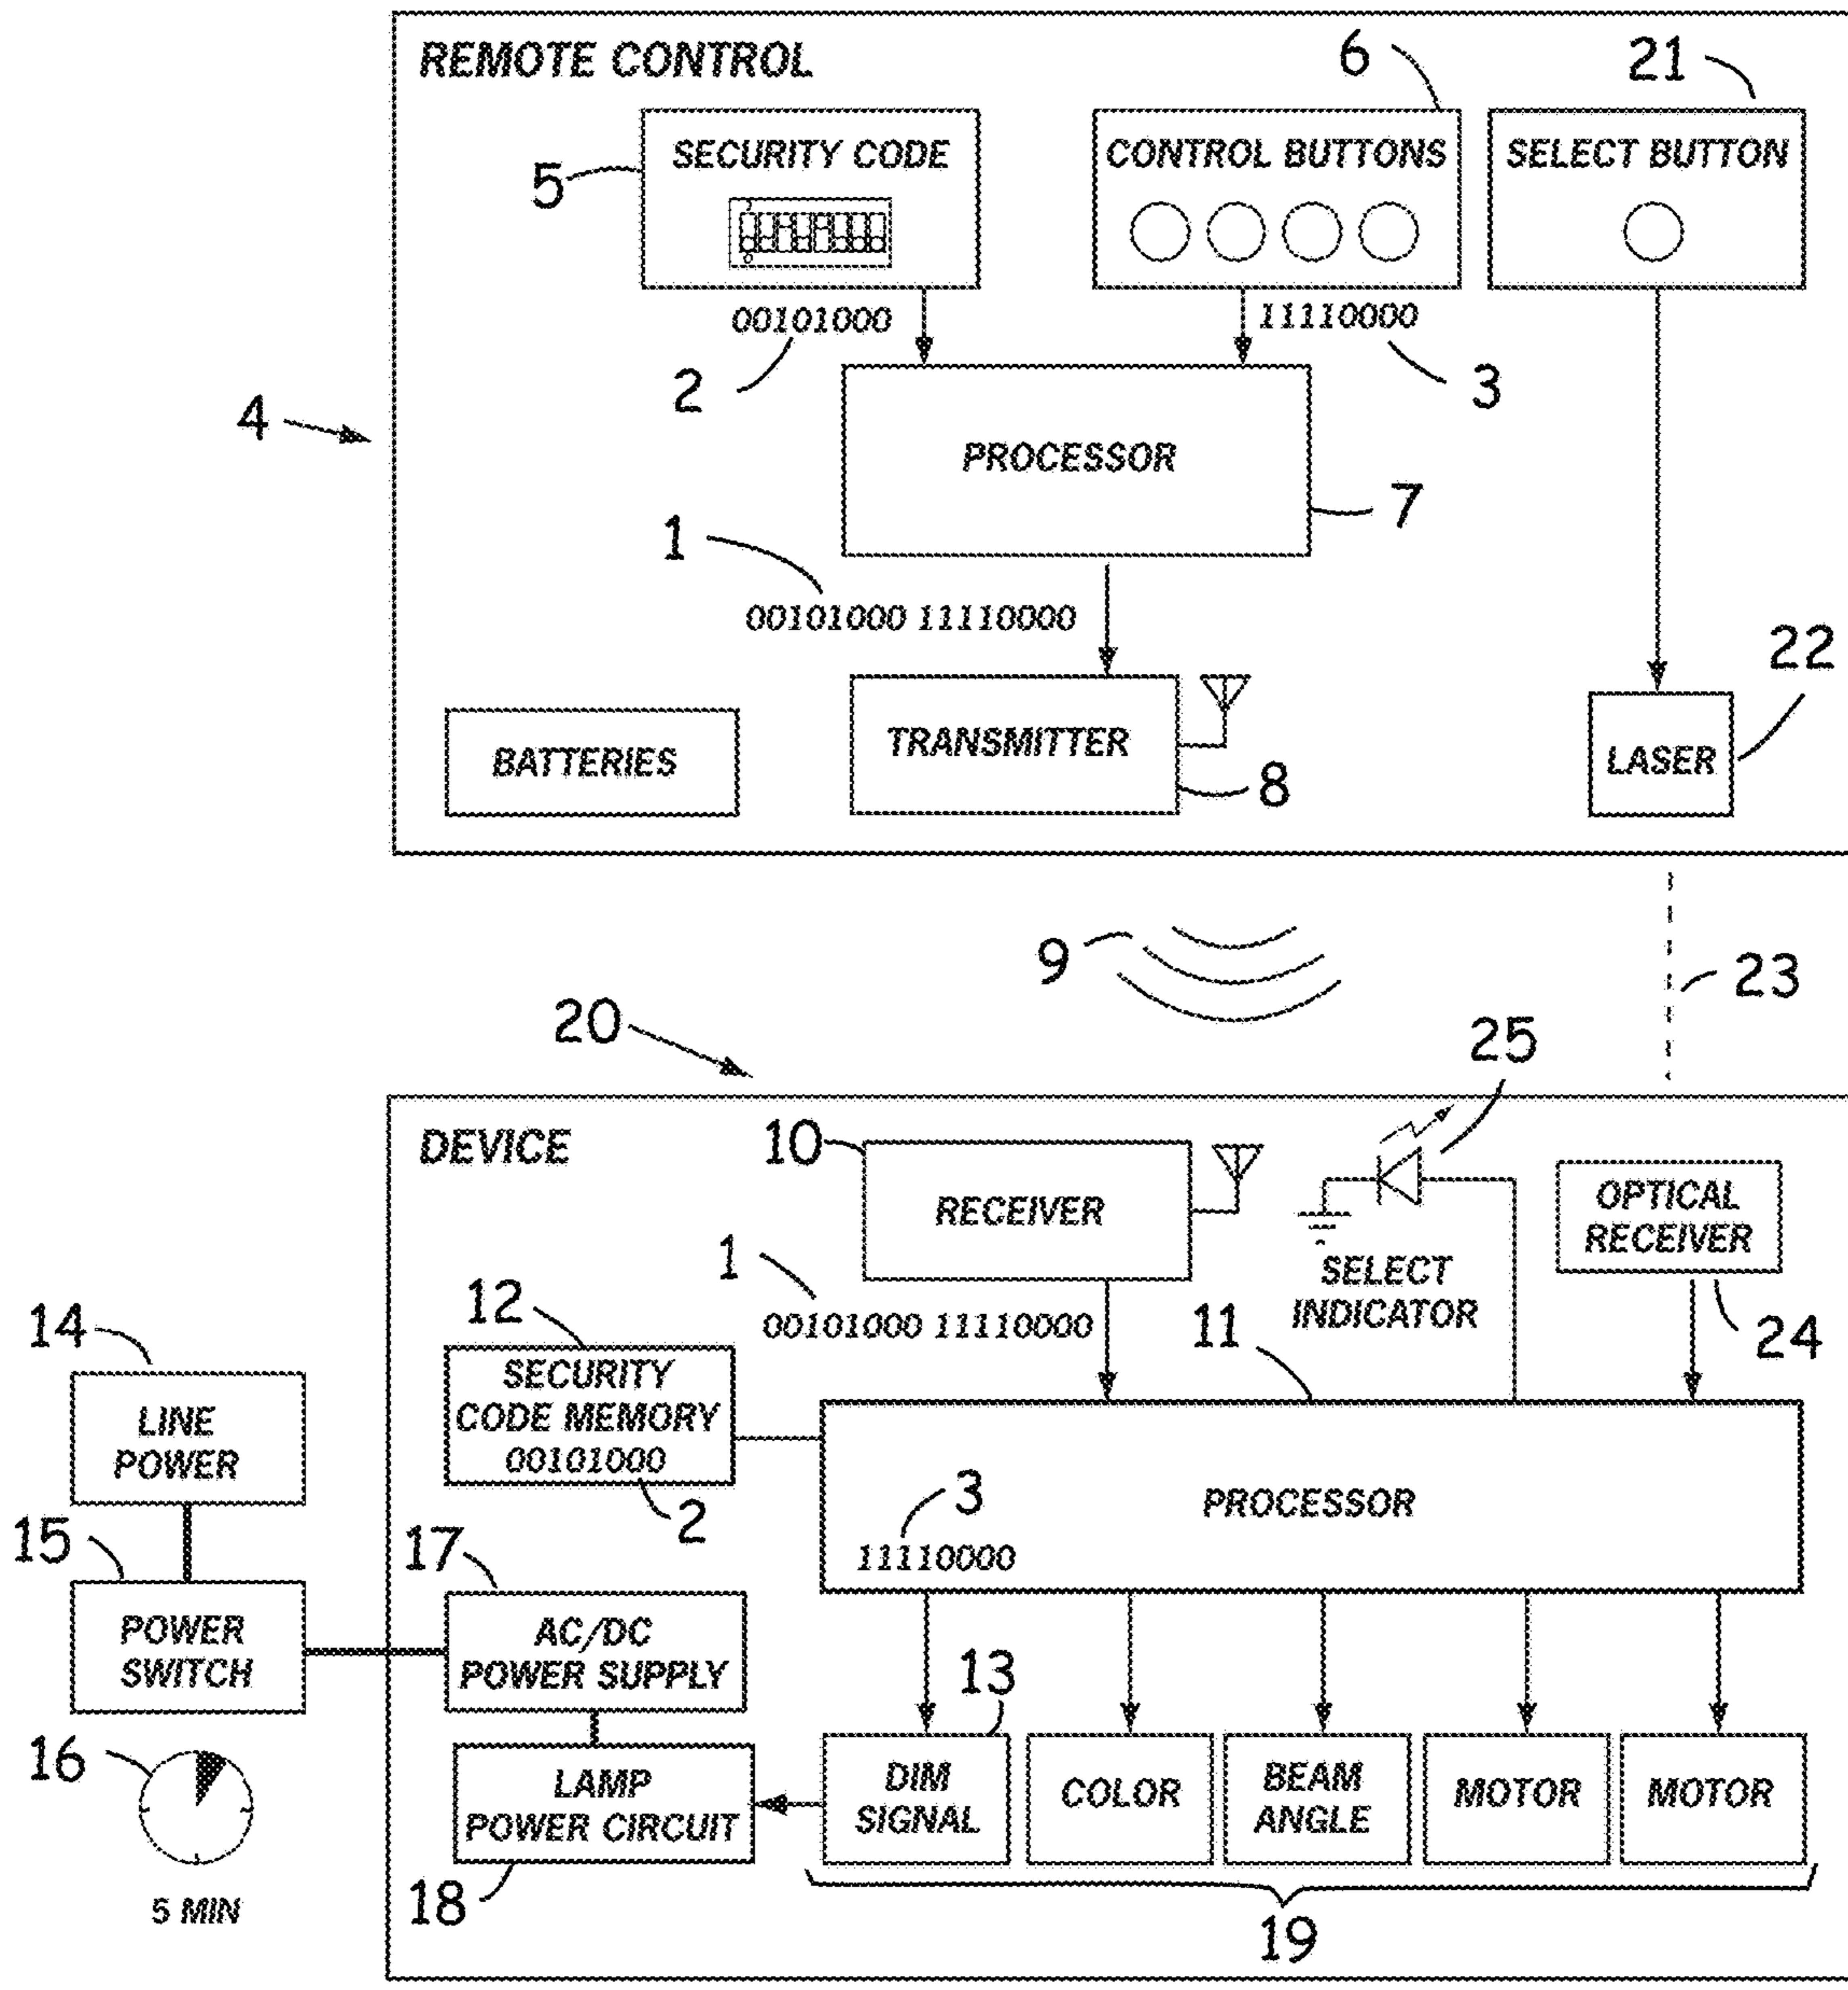 REMOTE CONTROL
6
21
5
SECURITY CODE
CONTROL BUTTONS
SELECT BUTTON
00101000
11110000
2
3
4
PROCESSOR
7
1
00101000 11110000
22
BATTERIES
TRANSMITTER
8
LASER
9
23
20
25
DEVICE
10
RECEIVER
OPTICAL
RECEIVER
1
SELECT
INDICATOR
12
00101000 11110000
11
24
14
SECURITY
CODE MEMORY
00101000
LINE
POWER
2
3
PROCESSOR
11110000
15
17
POWER
SWITCH
AC/DC
POWER SUPPLY
13
16
LAMP
POWER CIRCUIT
DIM
SIGNAL
COLOR
BEAM
ANGLE
MOTOR
MOTOR
5 MIN
18
19